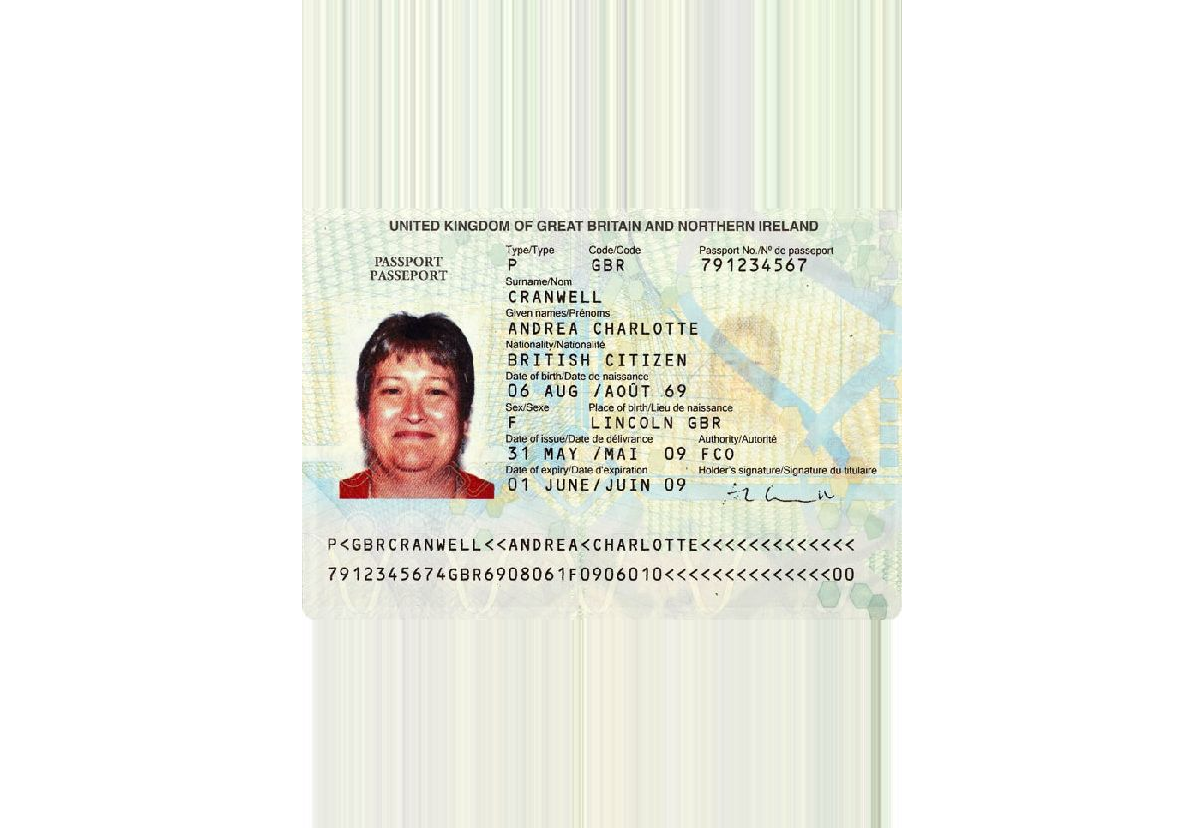 UNITED KINGDOM OF GREAT BRITAIN AND NORTHERN IRELAND
PASSPORT
PASSEPORT
Type/Type Code/Code Passport No./Nº de passeport
P GBR 791234567
Surname/Nom
CRANWELL
Given names/Prénoms
ANDREA CHARLOTTE
Nationality/Nationalité
BRITISH CITIZEN
Date of birth/Date de naissance
06 AUG /AOÛT 69
Sex/Sexe Place of birth/Lieu de naissance
F LINCOLN GBR
Date of issue/Date de délivrance Authority/Autorité
31 MAY /MAI 09 FCO
Date of expiry/Date d'expiration Holder's signature/Signature du titulaire
01 JUNE/JUIN 09
P<GBRCRANWELL<<ANDREA<CHARLOTTE<<<<<<<<<<<<<
7912345674GBR6908061F0906010<<<<<<<<<<<<<<00